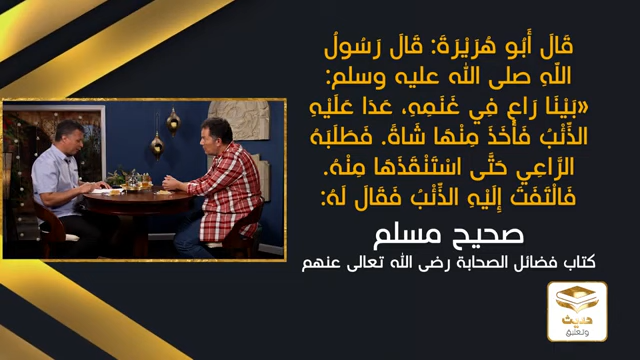 قَالَ أَبُو هُرَيْرَةَ: قَالَ رَسُولُ
اللّهِ صلى الله عليه وسلم:
«بَيْنَا رَاعٍ فِي غَنَمِهِ، عَدَا عَلَيْهِ
الذِّئْبُ فَأَخَذَ مِنْهَا شَاةً. فَطَلَبَهُ
الرَّاعِي حَتَّى اسْتَنْقَذَهَا مِنْهُ.
فَالْتَفَتَ إِلَيْهِ الذِّئْبُ فَقَالَ لَهُ:
صحيح مسلم
كتاب فضائل الصحابة رضى الله تعالى عنهم
حديث
وتعليق